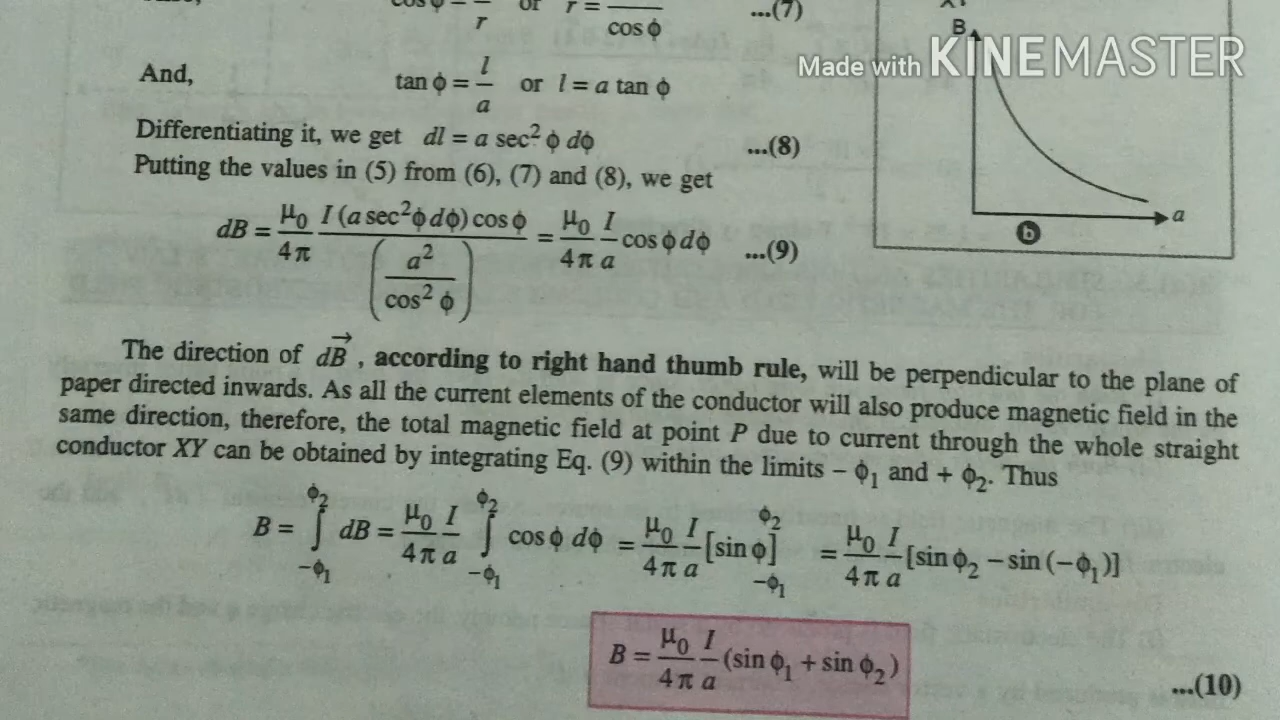 cos ϕ = a/r or r = a/cos ϕ ...(7)
B
Made with KINEMASTER
And, tan ϕ = l/a or l = a tan ϕ
Differentiating it, we get dl = a sec² ϕ dϕ ...(8)
Putting the values in (5) from (6), (7) and (8), we get
dB = μ₀/4π I (a sec² ϕ dϕ) cos ϕ / (a²/cos² ϕ) = μ₀/4π I/a cos ϕ dϕ ...(9)
a
b
The direction of dB⃗ , according to right hand thumb rule, will be perpendicular to the plane of
paper directed inwards. As all the current elements of the conductor will also produce magnetic field in the
same direction, therefore, the total magnetic field at point P due to current through the whole straight
conductor XY can be obtained by integrating Eq. (9) within the limits – ϕ₁ and + ϕ₂. Thus
B = ∫_{-ϕ₁}^{ϕ₂} dB = μ₀/4π I/a ∫_{-ϕ₁}^{ϕ₂} cos ϕ dϕ = μ₀/4π I/a [sin ϕ]_{-ϕ₁}^{ϕ₂} = μ₀/4π I/a [sin ϕ₂ – sin (–ϕ₁)]
B = μ₀/4π I/a (sin ϕ₁ + sin ϕ₂) ...(10)